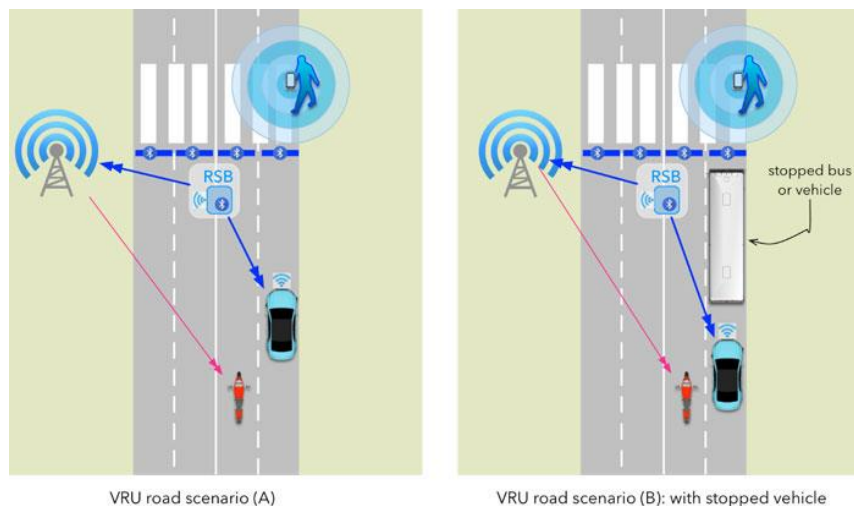 RSB
VRU road scenario (A)
RSB
stopped bus
or vehicle
VRU road scenario (B): with stopped vehicle